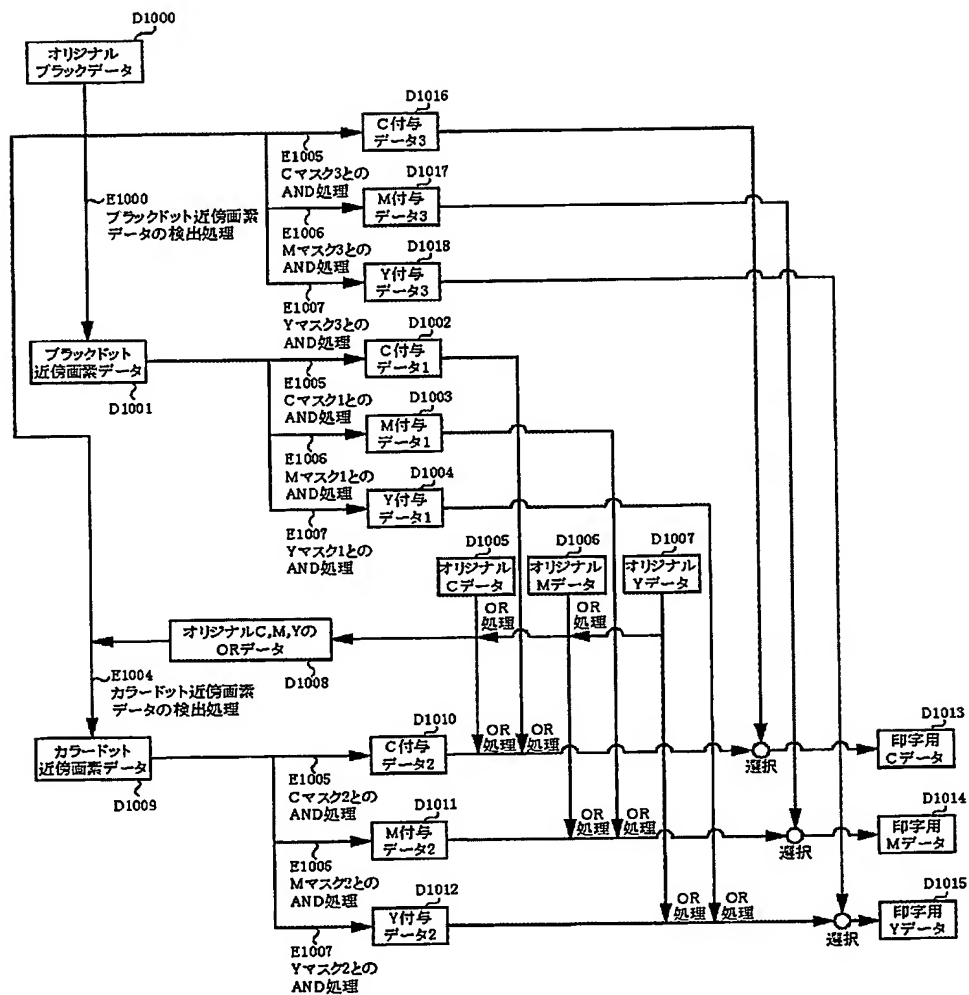 D1000
オリジナル
ブラックデータ
D1016
C付与
データ3
E1005
Cマスク3との
AND処理
D1017
M付与
データ3
E1000
ブラックドット近傍画素
データの検出処理
E1006
Mマスク3との
AND処理
D1018
Y付与
データ3
E1007
Yマスク3との
AND処理
D1002
ブラックドット
近傍画素データ
D1001
C付与
データ1
E1005
Cマスク1との
AND処理
D1003
M付与
データ1
E1006
Mマスク1との
AND処理
D1004
Y付与
データ1
E1007
Yマスク1との
AND処理
D1005
オリジナル
Cデータ
D1006
オリジナル
Mデータ
D1007
オリジナル
Yデータ
OR
処理
OR
処理
オリジナルC,M,Yの
ORデータ
D1008
E1004
カラードット近傍画素
データの検出処理
カラードット
近傍画素データ
D1009
D1010
C付与
データ2
OR
処理
OR
処理
選択
D1013
印字用
Cデータ
E1005
Cマスク2との
AND処理
D1011
M付与
データ2
OR
処理
OR
処理
選択
D1014
印字用
Mデータ
E1006
Mマスク2との
AND処理
D1012
Y付与
データ2
OR
処理
OR
処理
選択
D1015
印字用
Yデータ
E1007
Yマスク2との
AND処理